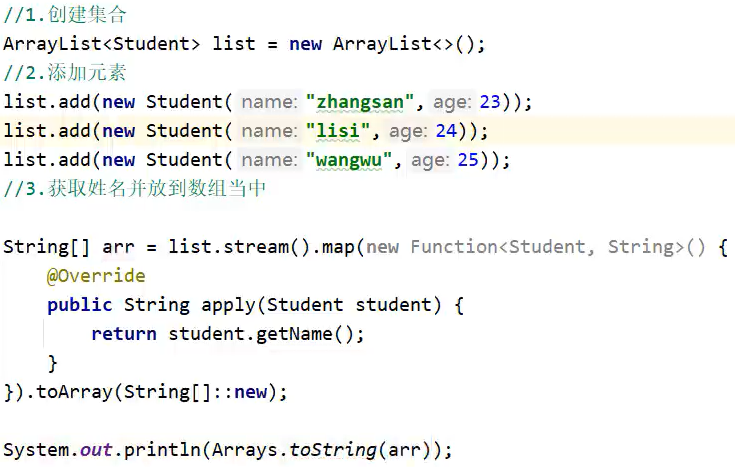 //1.创建集合
ArrayList<Student> list = new ArrayList<>();
//2.添加元素
list.add(new Student( name: "zhangsan", age: 23));
list.add(new Student( name: "lisi", age: 24));
list.add(new Student( name: "wangwu", age: 25));
//3.获取姓名并放到数组当中
String[] arr = list.stream().map(new Function<Student, String>() {
    @Override
    public String apply(Student student) {
        return student.getName();
    }
}).toArray(String[]::new);
System.out.println(Arrays.toString(arr));